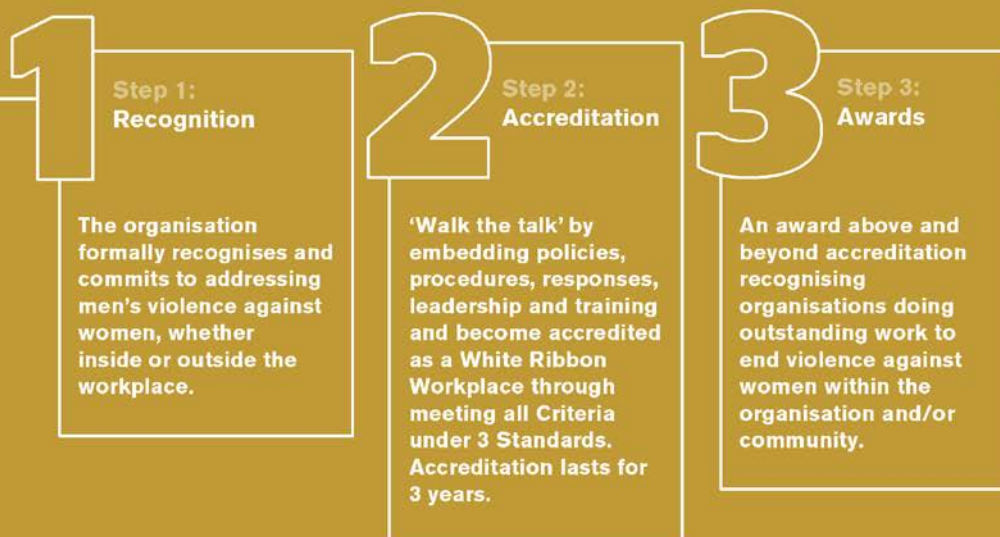 1
Step 1:
Recognition
The organisation
formally recognises and
commits to addressing
men's violence against
women, whether
inside or outside the
workplace.
2
Step 2:
Accreditation
‘Walk the talk’ by
embedding policies,
procedures, responses,
leadership and training
and become accredited
as a White Ribbon
Workplace through
meeting all Criteria
under 3 Standards.
Accreditation lasts for
3 years.
3
Step 3:
Awards
An award above and
beyond accreditation
recognising
organisations doing
outstanding work to
end violence against
women within the
organisation and/or
community.